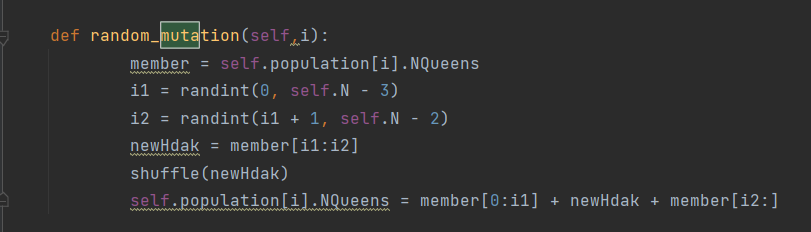 def random_mutation(self,i):
member = self.population[i].NQueens
i1 = randint(0, self.N - 3)
i2 = randint(i1 + 1, self.N - 2)
newHdak = member[i1:i2]
shuffle(newHdak)
self.population[i].NQueens = member[0:i1] + newHdak + member[i2:]